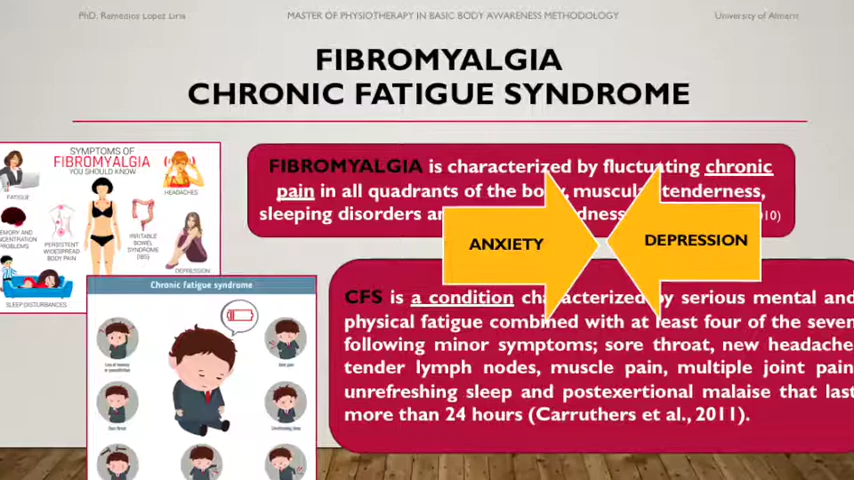 PhD. Remedios Lopez Liria
MASTER OF PHYSIOTHERAPY IN BASIC BODY AWARENESS METHODOLOGY
University of Almería
FIBROMYALGIA
CHRONIC FATIGUE SYNDROME
SYMPTOMS OF
FIBROMYALGIA
YOU SHOULD KNOW
FATIGUE
HEADACHES
PERSISTENT
WIDESPREAD
BODY PAIN
IRRITABLE
BOWEL
SYNDROME
(IBS)
DEPRESSION
SLEEP DISTURBANCES
FIBROMYALGIA is characterized by fluctuating chronic
pain in all quadrants of the body, muscular tenderness,
sleeping disorders
ANXIETY
DEPRESSION
CFS is a condition characterized by serious mental and
physical fatigue combined with at least four of the seven
following minor symptoms; sore throat, new headache
tender lymph nodes, muscle pain, multiple joint pain
unrefreshing sleep and postexertional malaise that last
more than 24 hours (Carruthers et al., 2011).
Chronic fatigue syndrome